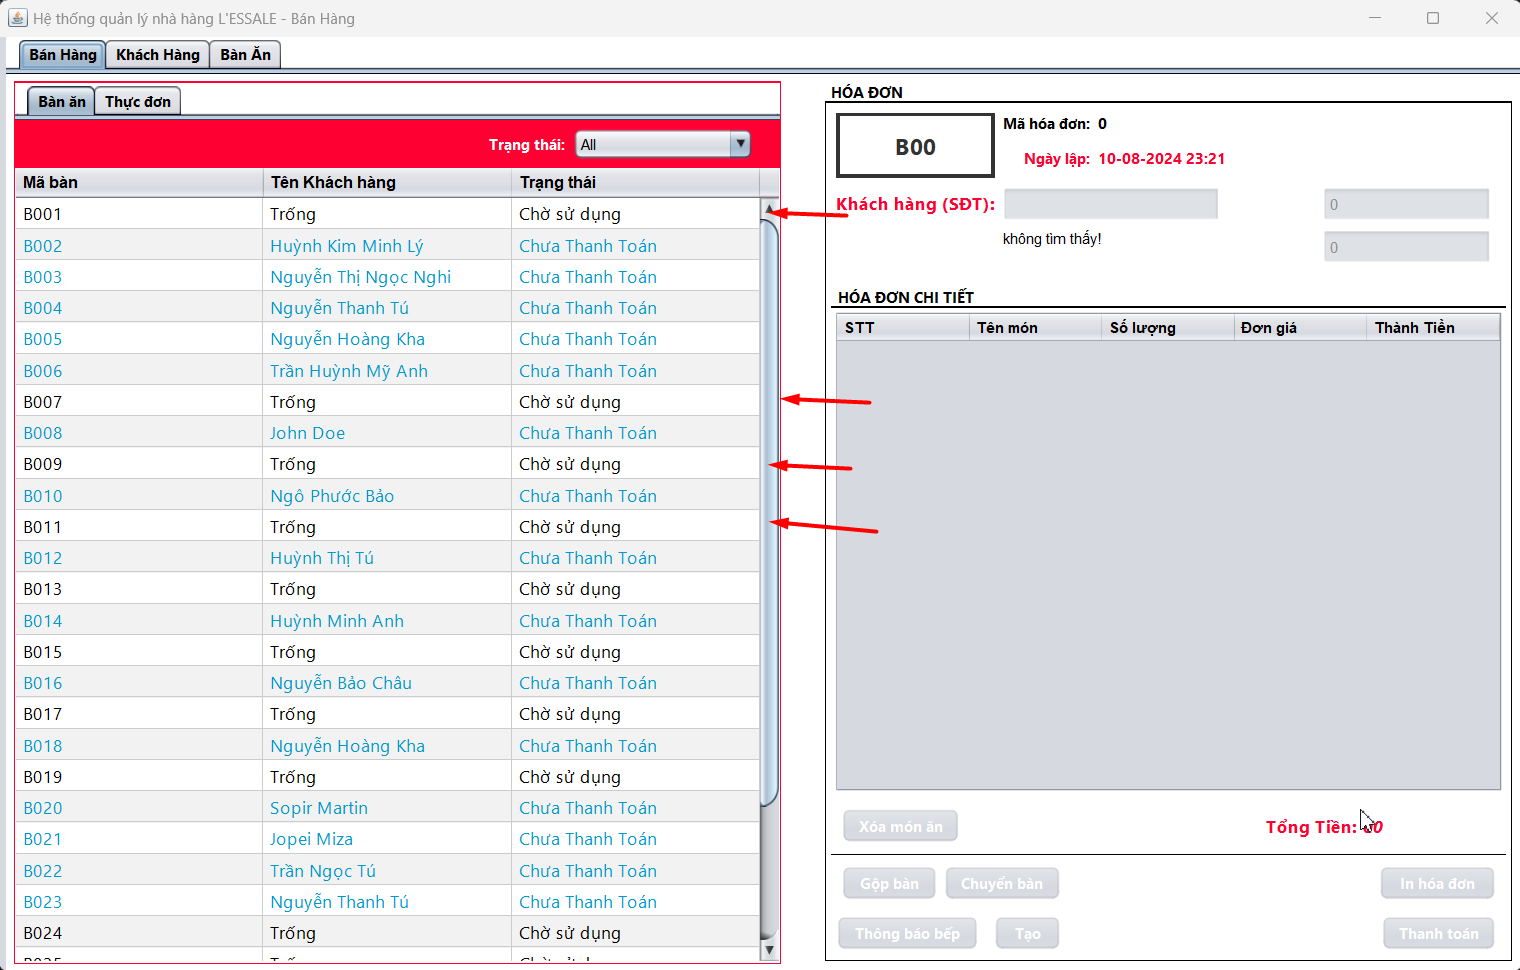 Hệ thống quản lý nhà hàng L'ESSALE - Bán Hàng
Bán Hàng Khách Hàng Bàn Ăn
Bàn ăn Thực đơn
Trạng thái: All
Mã bàn Tên Khách hàng Trạng thái
B001 Trống Chờ sử dụng
B002 Huỳnh Kim Minh Lý Chưa Thanh Toán
B003 Nguyễn Thị Ngọc Nghi Chưa Thanh Toán
B004 Nguyễn Thanh Tú Chưa Thanh Toán
B005 Nguyễn Hoàng Kha Chưa Thanh Toán
B006 Trần Huỳnh Mỹ Anh Chưa Thanh Toán
B007 Trống Chờ sử dụng
B008 John Doe Chưa Thanh Toán
B009 Trống Chờ sử dụng
B010 Ngô Phước Bảo Chưa Thanh Toán
B011 Trống Chờ sử dụng
B012 Huỳnh Thị Tú Chưa Thanh Toán
B013 Trống Chờ sử dụng
B014 Huỳnh Minh Anh Chưa Thanh Toán
B015 Trống Chờ sử dụng
B016 Nguyễn Bảo Châu Chưa Thanh Toán
B017 Trống Chờ sử dụng
B018 Nguyễn Hoàng Kha Chưa Thanh Toán
B019 Trống Chờ sử dụng
B020 Sopir Martin Chưa Thanh Toán
B021 Jopei Miza Chưa Thanh Toán
B022 Trần Ngọc Tú Chưa Thanh Toán
B023 Nguyễn Thanh Tú Chưa Thanh Toán
B024 Trống Chờ sử dụng
HÓA ĐƠN
B00
Mã hóa đơn: 0
Ngày lập: 10-08-2024 23:21
Khách hàng (SĐT): 0
không tìm thấy! 0
HÓA ĐƠN CHI TIẾT
STT Tên món Số lượng Đơn giá Thành Tiền
Xóa món ăn Tổng Tiền:
Gộp bàn Chuyển bàn In hóa đơn
Thông báo bếp Tạo Thanh toán